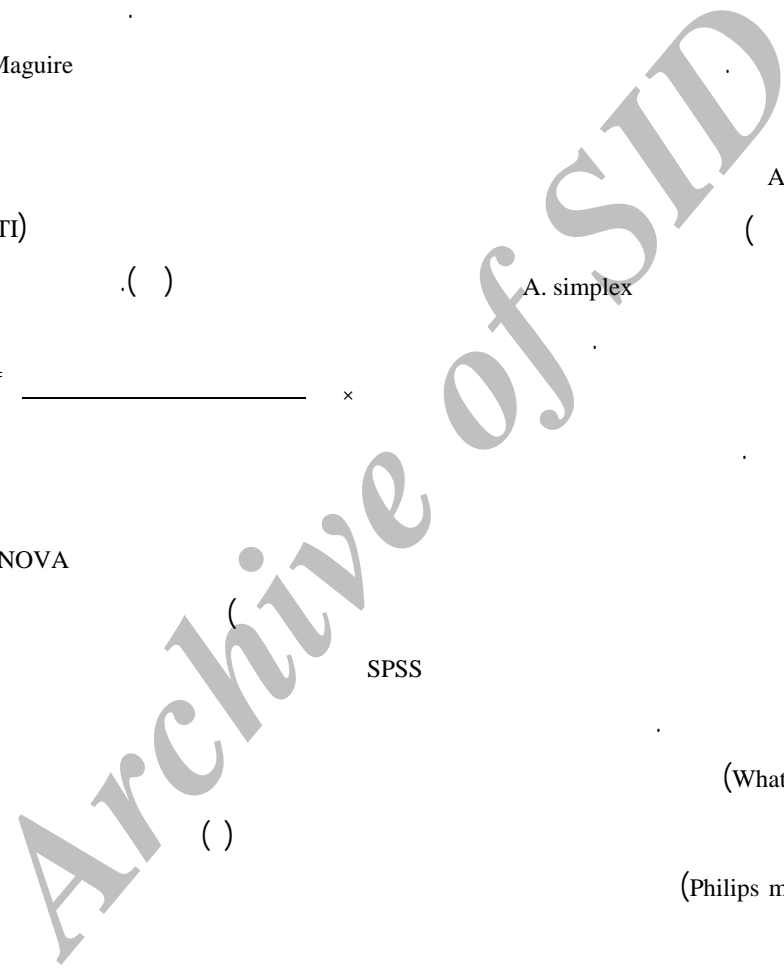 .
Maguire
.
A
TI)
(
.( )
A. simplex
.
=
×
.
NOVA
(
SPSS
.
(What
( )
(Philips m
Archive of SID